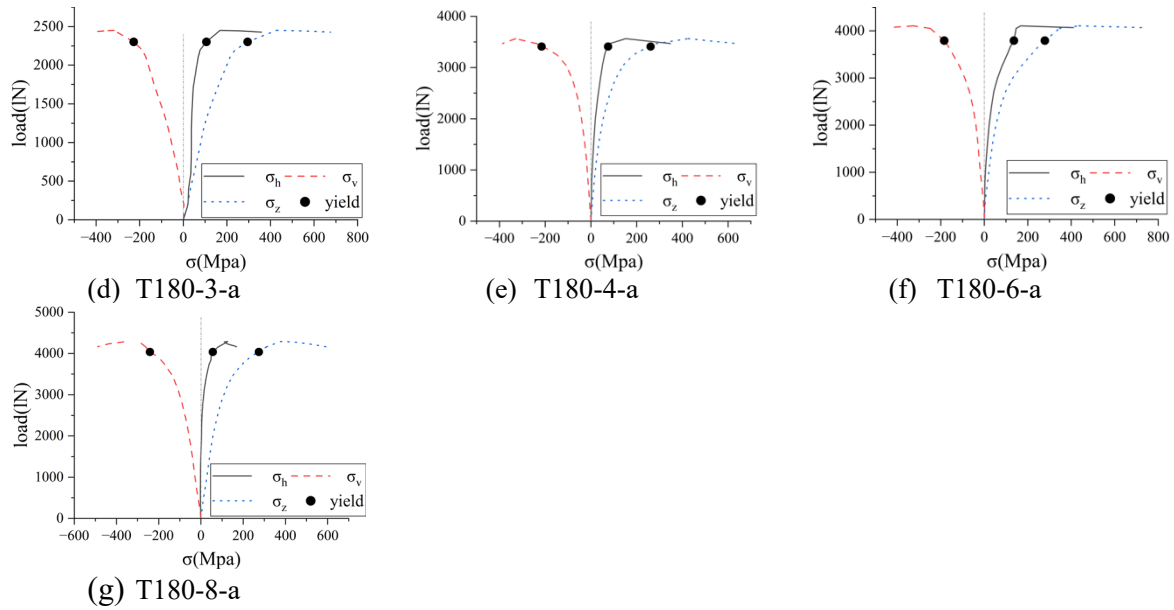 2500
2000
1500
1000
500
0
load(lN)
σh
σv
σz
yield
−400 −200 0 200 400 600 800
σ(Mpa)
(d) T180-3-a
4000
3000
2000
1000
0
load(lN)
σh
σv
σz
yield
−400 −200 0 200 400 600
σ(Mpa)
(e) T180-4-a
4000
3000
2000
1000
0
load(lN)
σh
σv
σz
yield
−400 −200 0 200 400 600 800
σ(Mpa)
(f) T180-6-a
5000
4000
3000
2000
1000
0
load(lN)
σh
σv
σz
yield
−600 −400 −200 0 200 400 600
σ(Mpa)
(g) T180-8-a